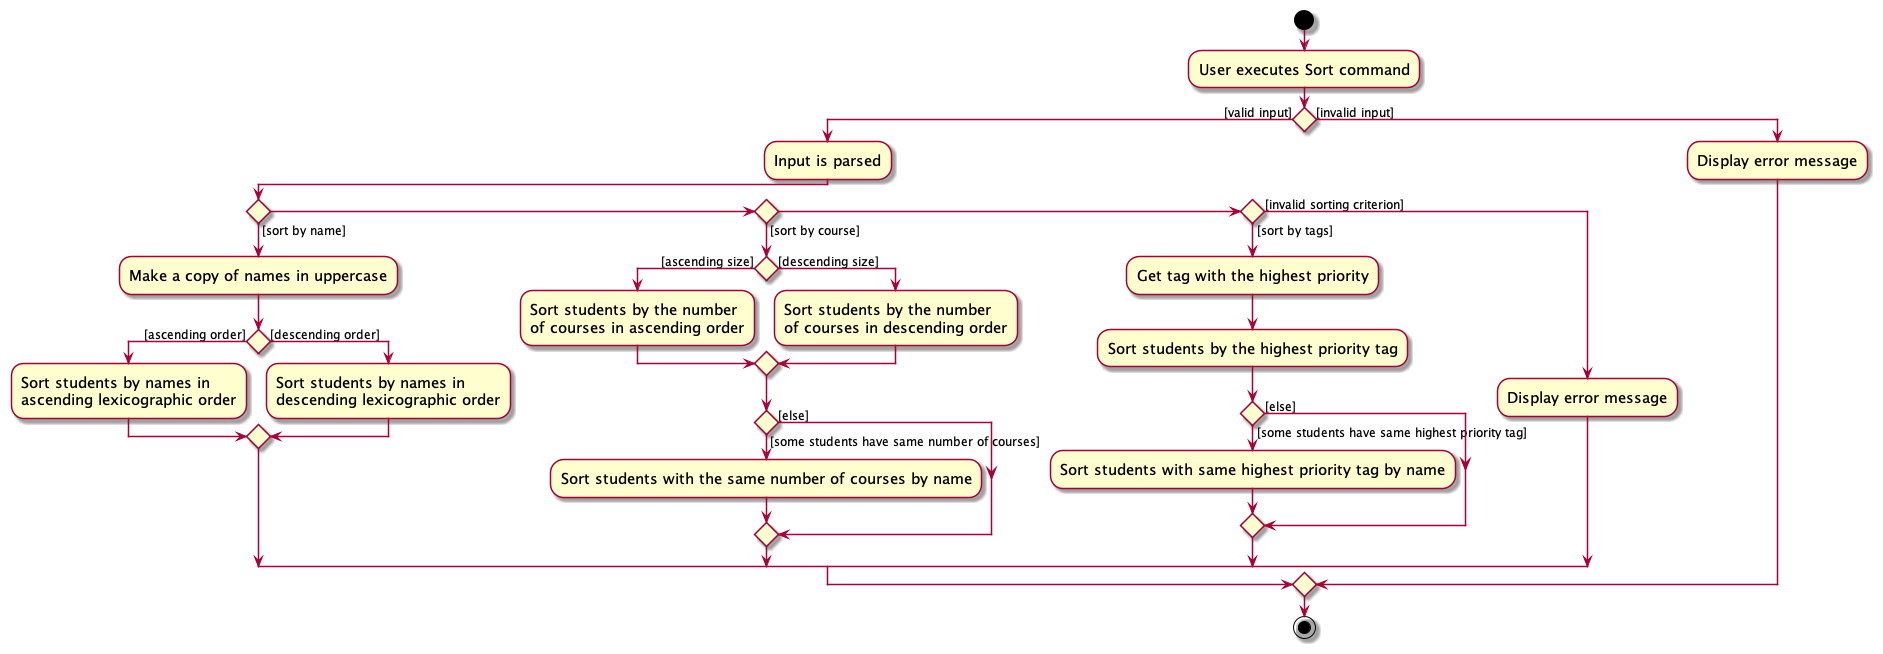 User executes Sort command
[valid input]
[invalid input]
Input is parsed
Display error message
[sort by name]
[sort by course]
[sort by tags]
[invalid sorting criterion]
Make a copy of names in uppercase
[ascending order]
[descending order]
Sort students by names in
ascending lexicographic order
Sort students by names in
descending lexicographic order
[ascending size]
[descending size]
Sort students by the number
of courses in ascending order
Sort students by the number
of courses in descending order
[else]
[some students have same number of courses]
Sort students with the same number of courses by name
Get tag with the highest priority
Sort students by the highest priority tag
[else]
[some students have same highest priority tag]
Sort students with same highest priority tag by name
Display error message